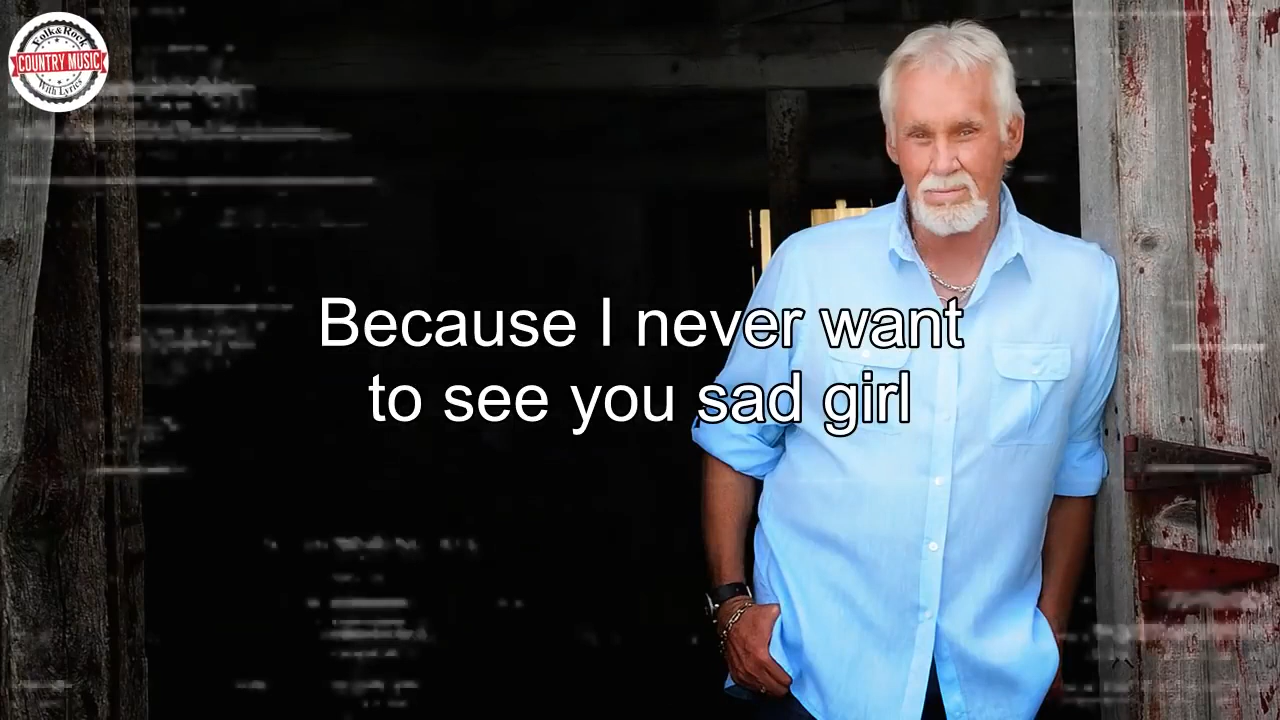 Folk&Rock
COUNTRY MUSIC
With Lyrics
Because I never want
to see you sad girl